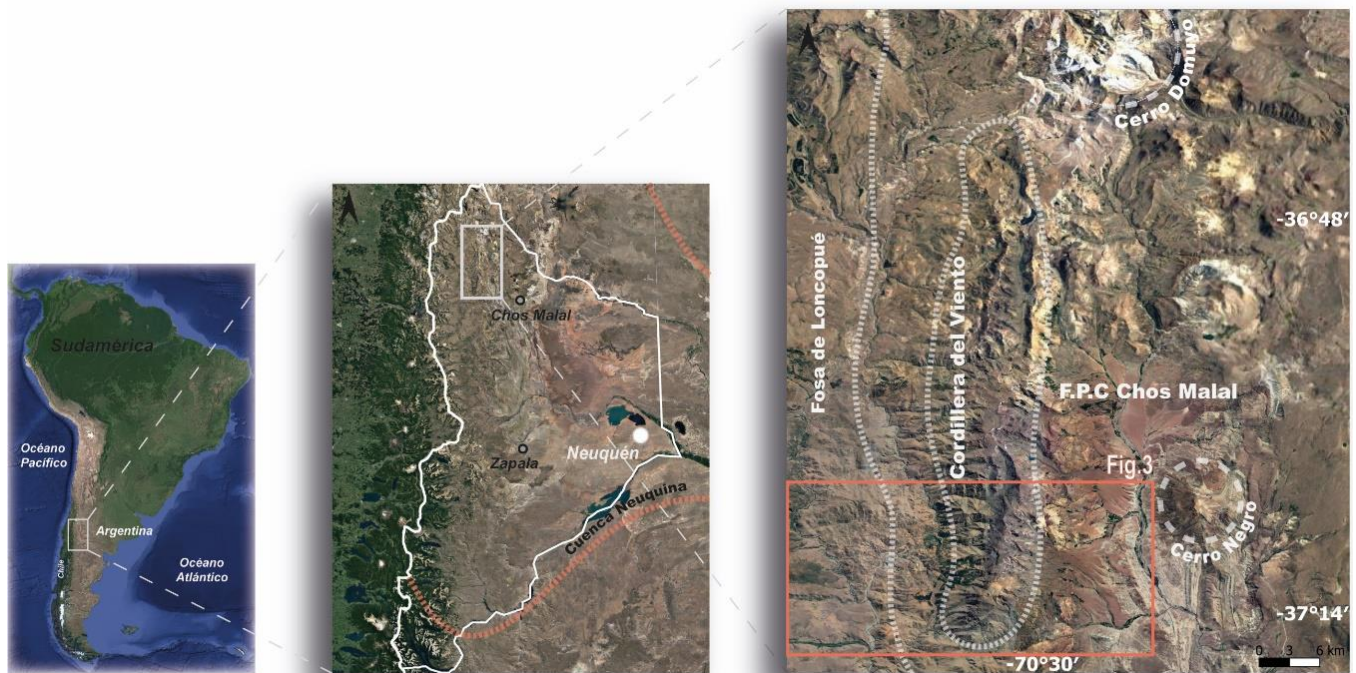 Sudamérica
Océano
Pacífico
Argentina
Chile
Océano
Atlántico
Chos Malal
Zapala
Neuquén
Cuenca Neuquina
Cerro Domuyo
-36°48'
Fosa de Loncopué
Cordillera del Viento
F.P.C Chos Malal
Fig.3
Cerro Negro
-37°14'
-70°30'
0 3 6 km